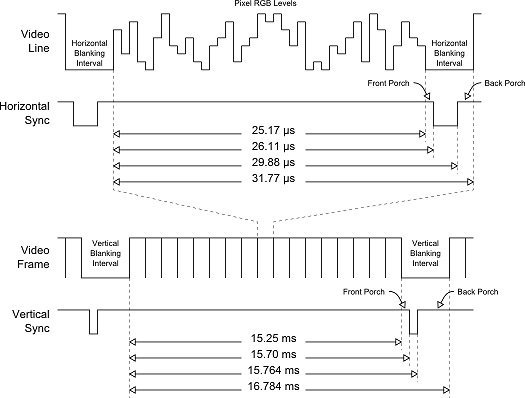 Pixel RGB Levels
Video
Line
Horizontal
Blanking
Interval
Horizontal
Blanking
Interval
Front Porch
Back Porch
Horizontal
Sync
25.17 µs
26.11 µs
29.88 µs
31.77 µs
Video
Frame
Vertical
Blanking
Interval
Vertical
Blanking
Interval
Front Porch
Back Porch
Vertical
Sync
15.25 ms
15.70 ms
15.764 ms
16.784 ms